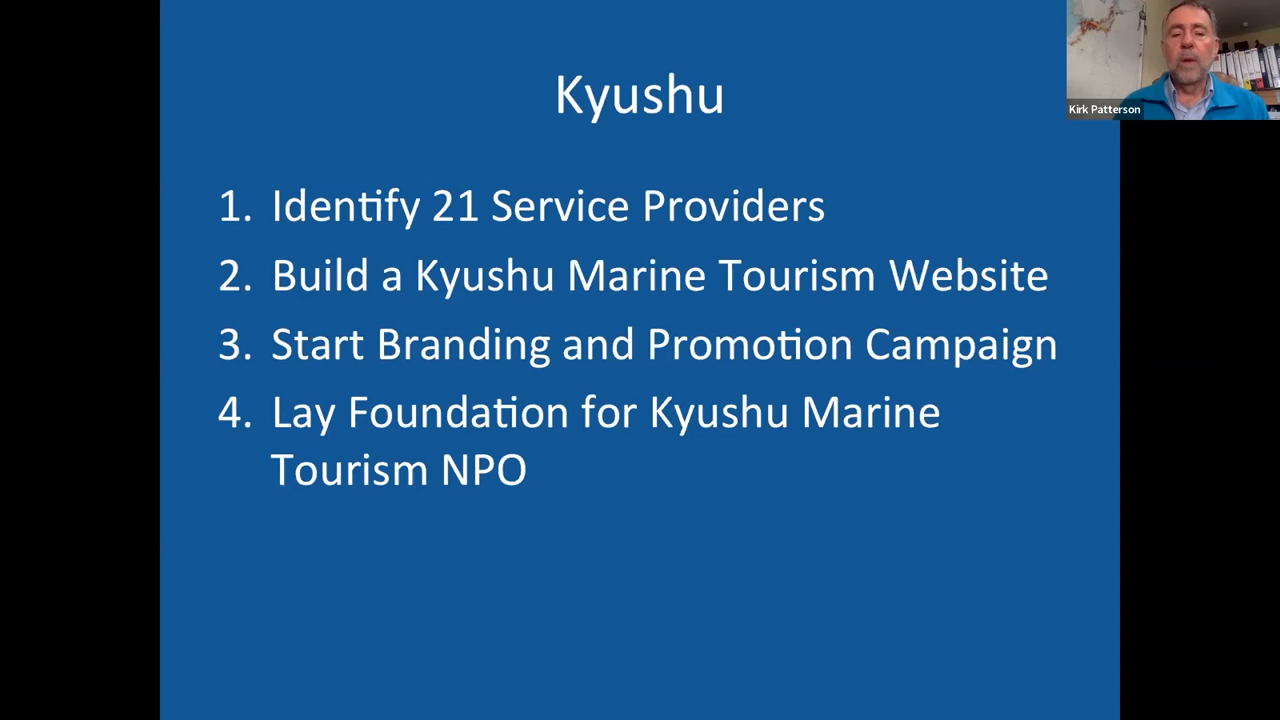 Kyushu
Kirk Patterson
1. Identify 21 Service Providers
2. Build a Kyushu Marine Tourism Website
3. Start Branding and Promotion Campaign
4. Lay Foundation for Kyushu Marine
Tourism NPO